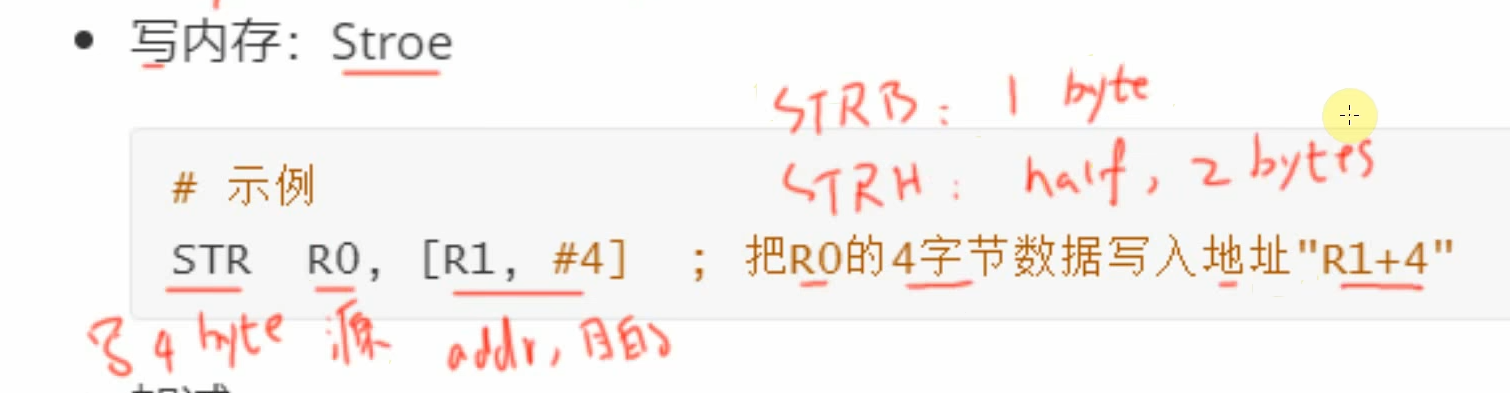 写内存：Stroe
STRB: 1 byte
# 示例
STRH: half, 2 bytes
STR R0, [R1, #4] ; 把R0的4字节数据写入地址"R1+4"
写4 byte 源 addr, 目的